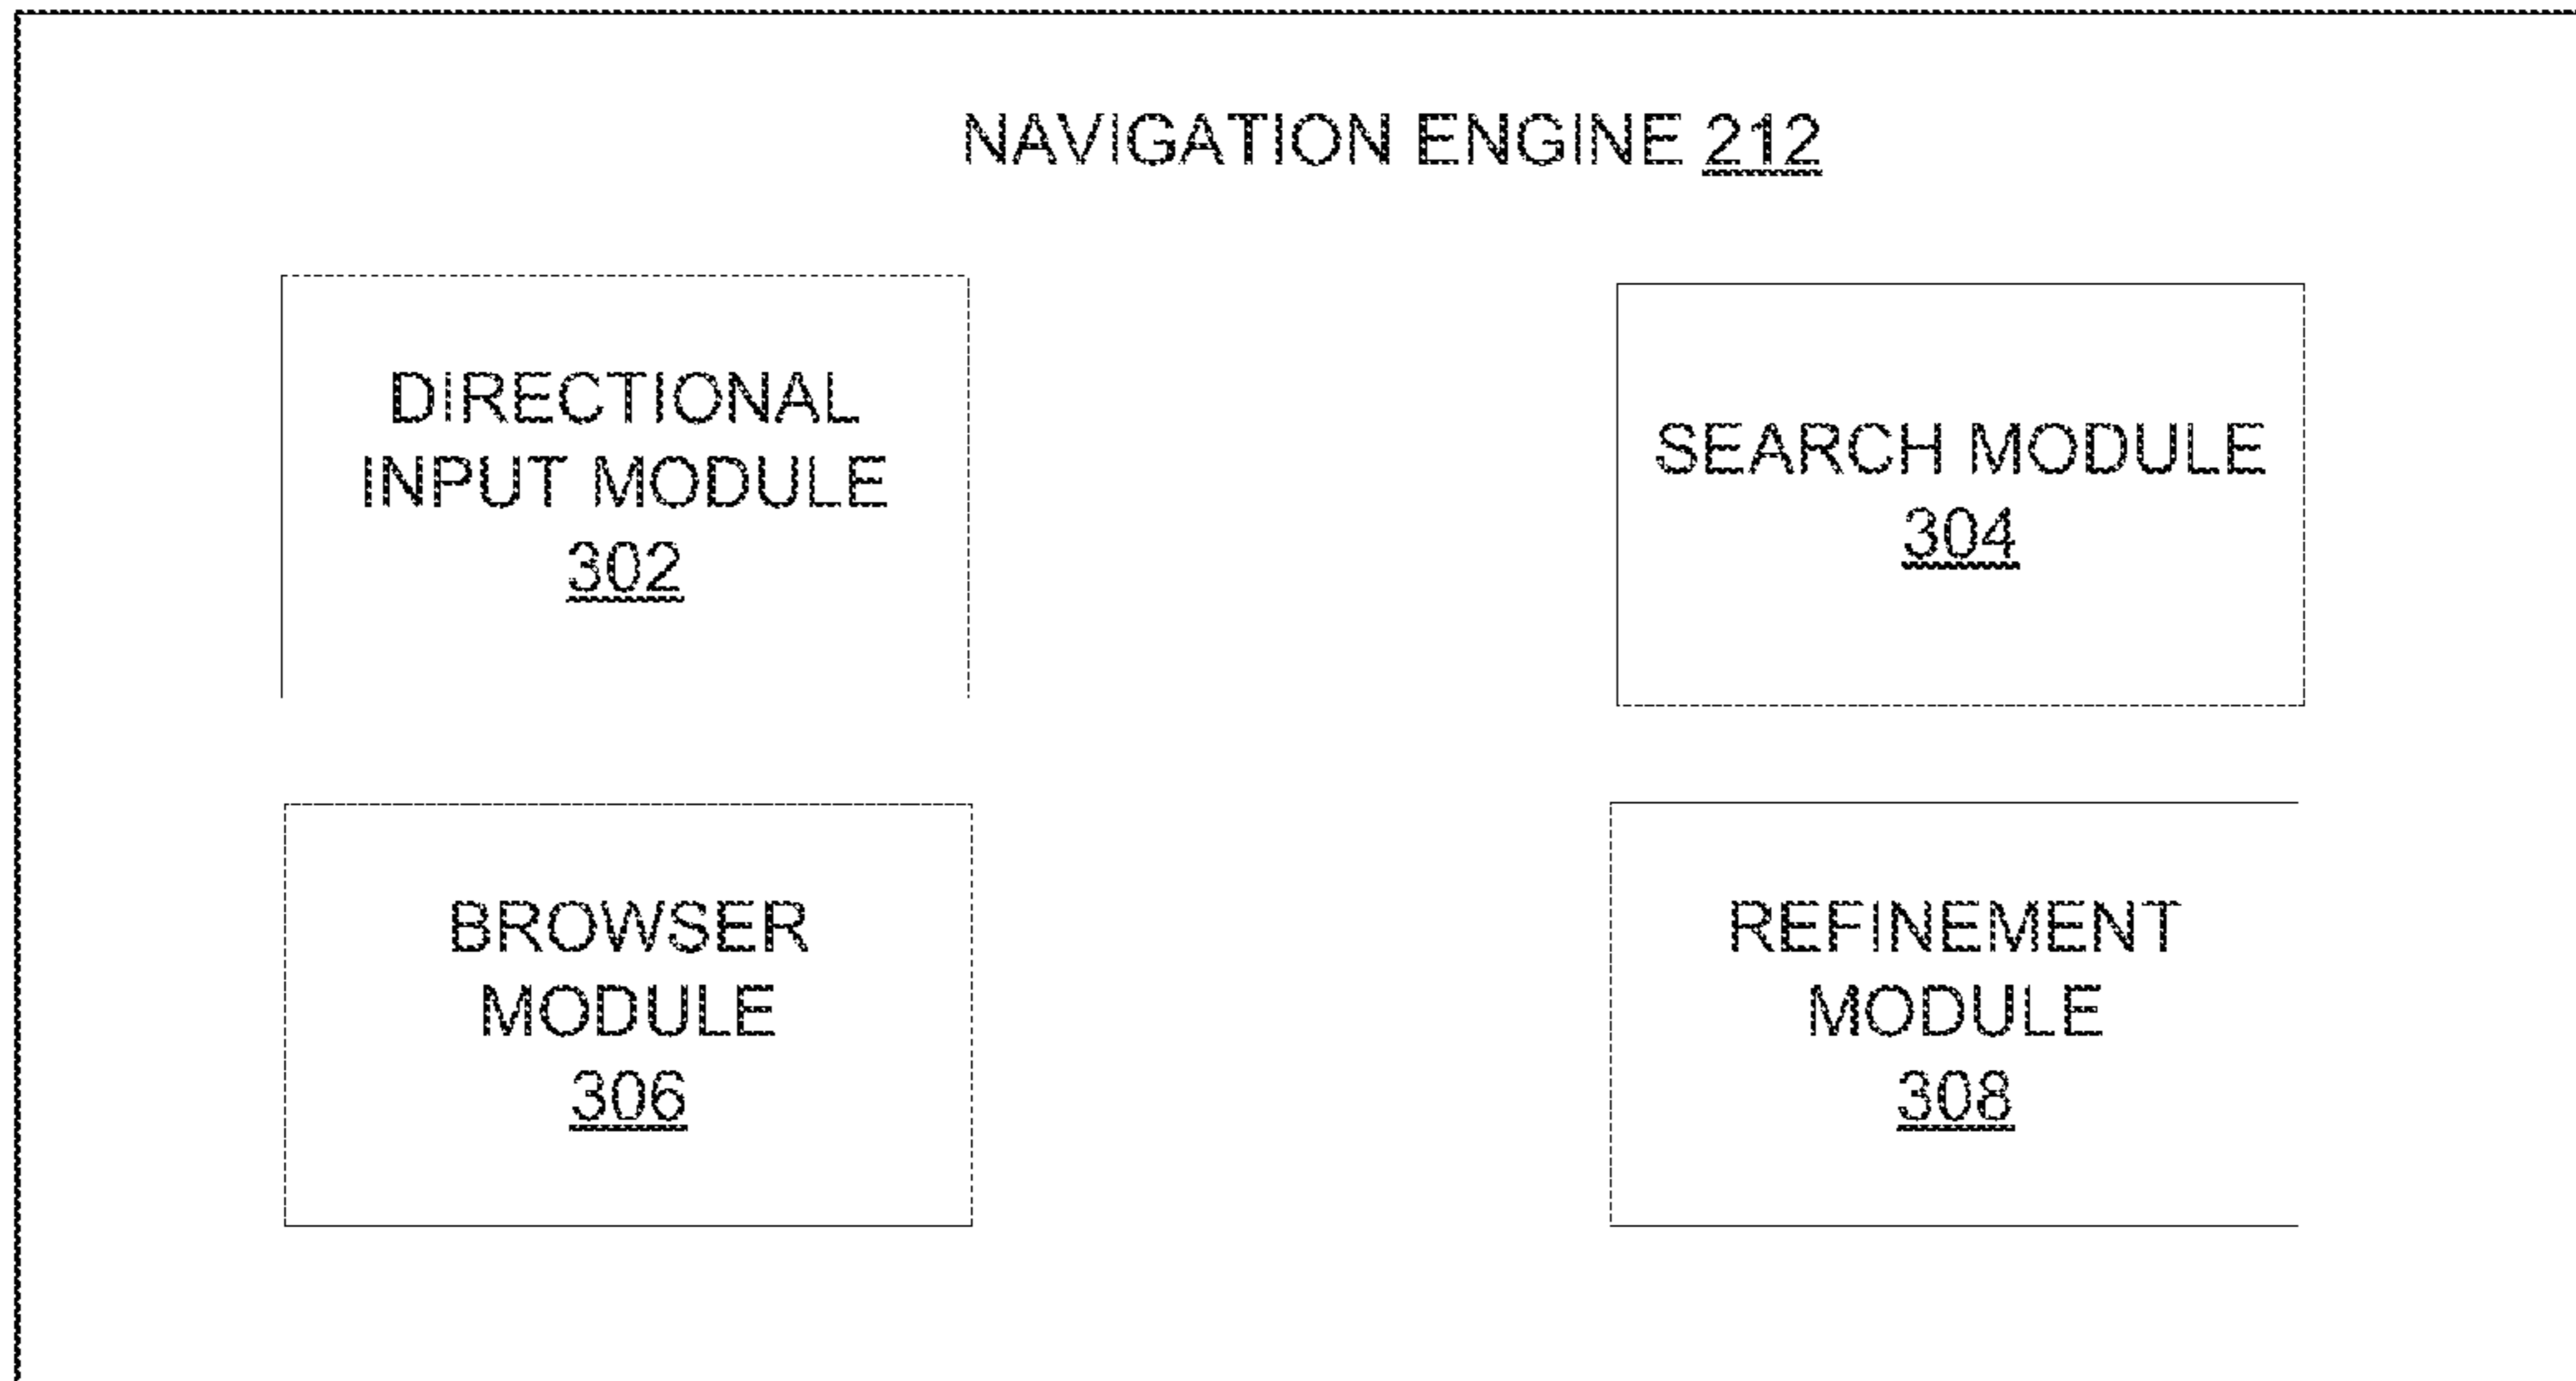 NAVIGATION ENGINE 212
DIRECTIONAL
INPUT MODULE
302
SEARCH MODULE
304
BROWSER
MODULE
306
REFINEMENT
MODULE
308